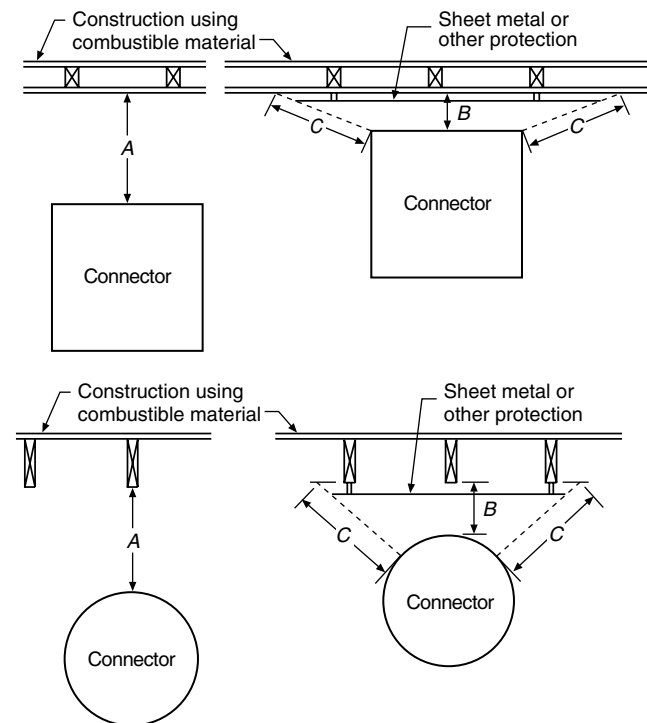 Construction using
combustible material
Sheet metal or
other protection
A
B
C
C
Connector
Connector
Construction using
combustible material
Sheet metal or
other protection
A
B
C
C
Connector
Connector